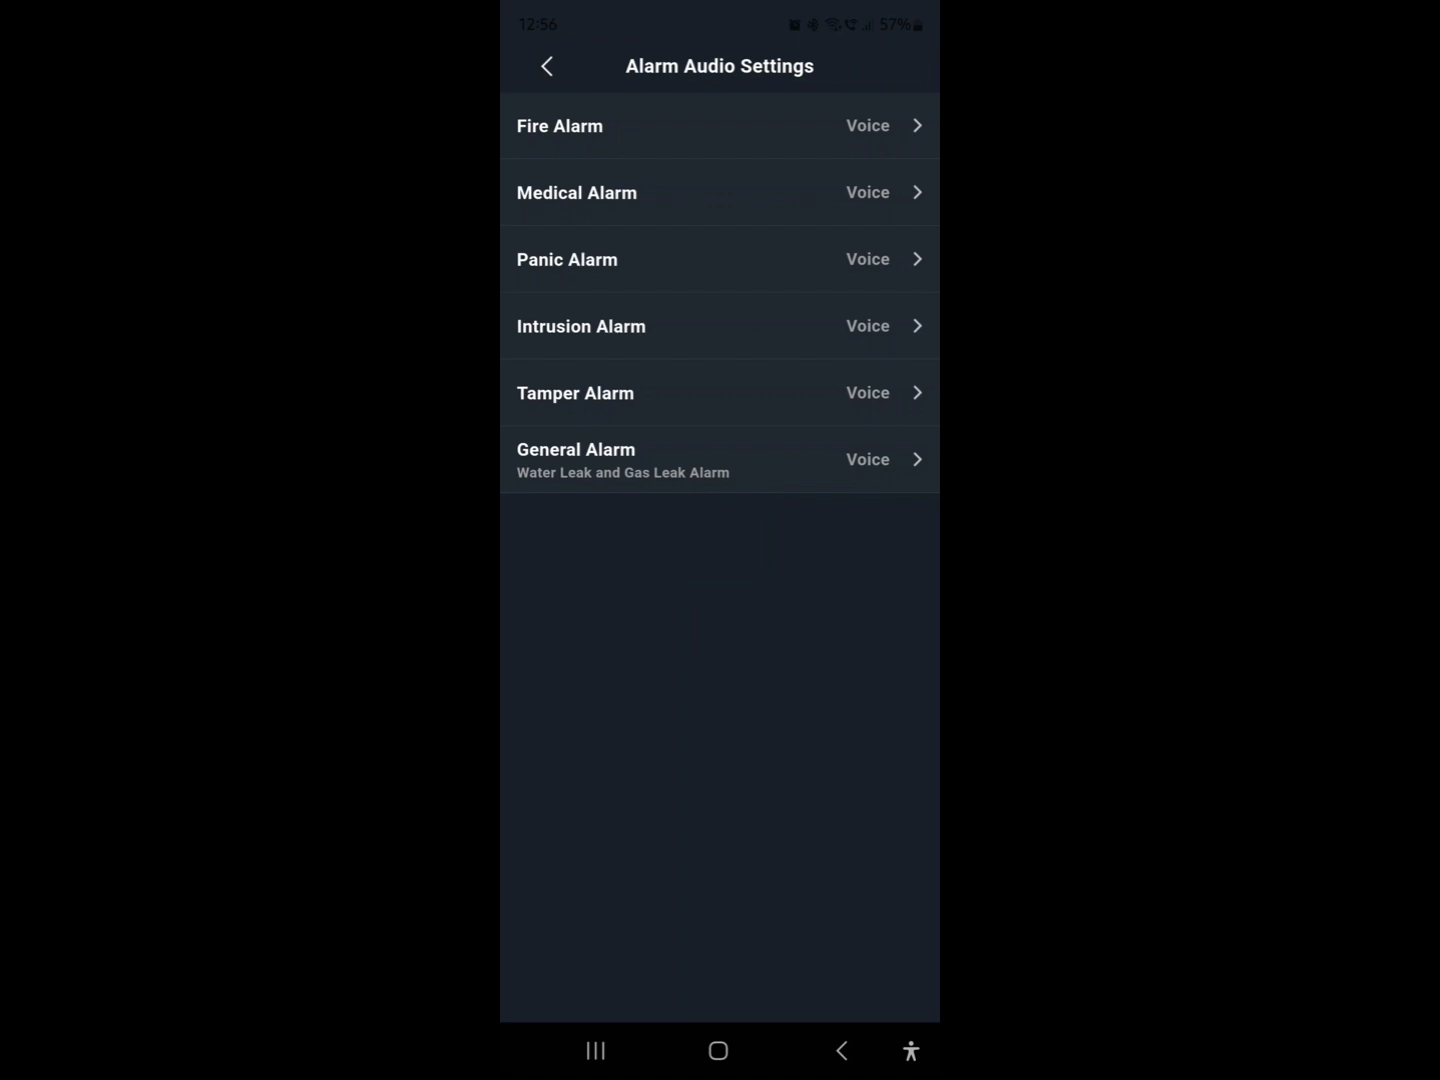 12:56 57%
Alarm Audio Settings
Fire Alarm Voice
Medical Alarm Voice
Panic Alarm Voice
Intrusion Alarm Voice
Tamper Alarm Voice
General Alarm Voice
Water Leak and Gas Leak Alarm